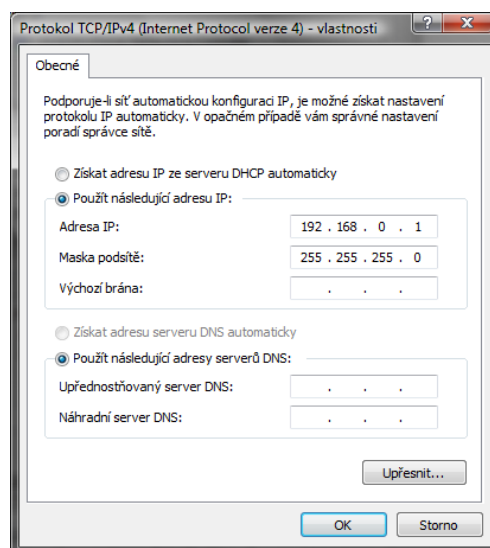 Protokol TCP/IPv4 (Internet Protocol verze 4) - vlastnosti
Obecné
Podporuje-li síť automatickou konfiguraci IP, je možné získat nastavení
protokolu IP automaticky. V opačném případě vám správné nastavení
poradí správce sítě.
Získat adresu IP ze serveru DHCP automaticky
Použít následující adresu IP:
Adresa IP: 192 . 168 . 0 . 1
Maska podsítě: 255 . 255 . 255 . 0
Výchozí brána: . . .
Získat adresu serveru DNS automaticky
Použít následující adresy serverů DNS:
Upřednostňovaný server DNS: . . .
Náhradní server DNS: . . .
Upřesnit...
OK Storno